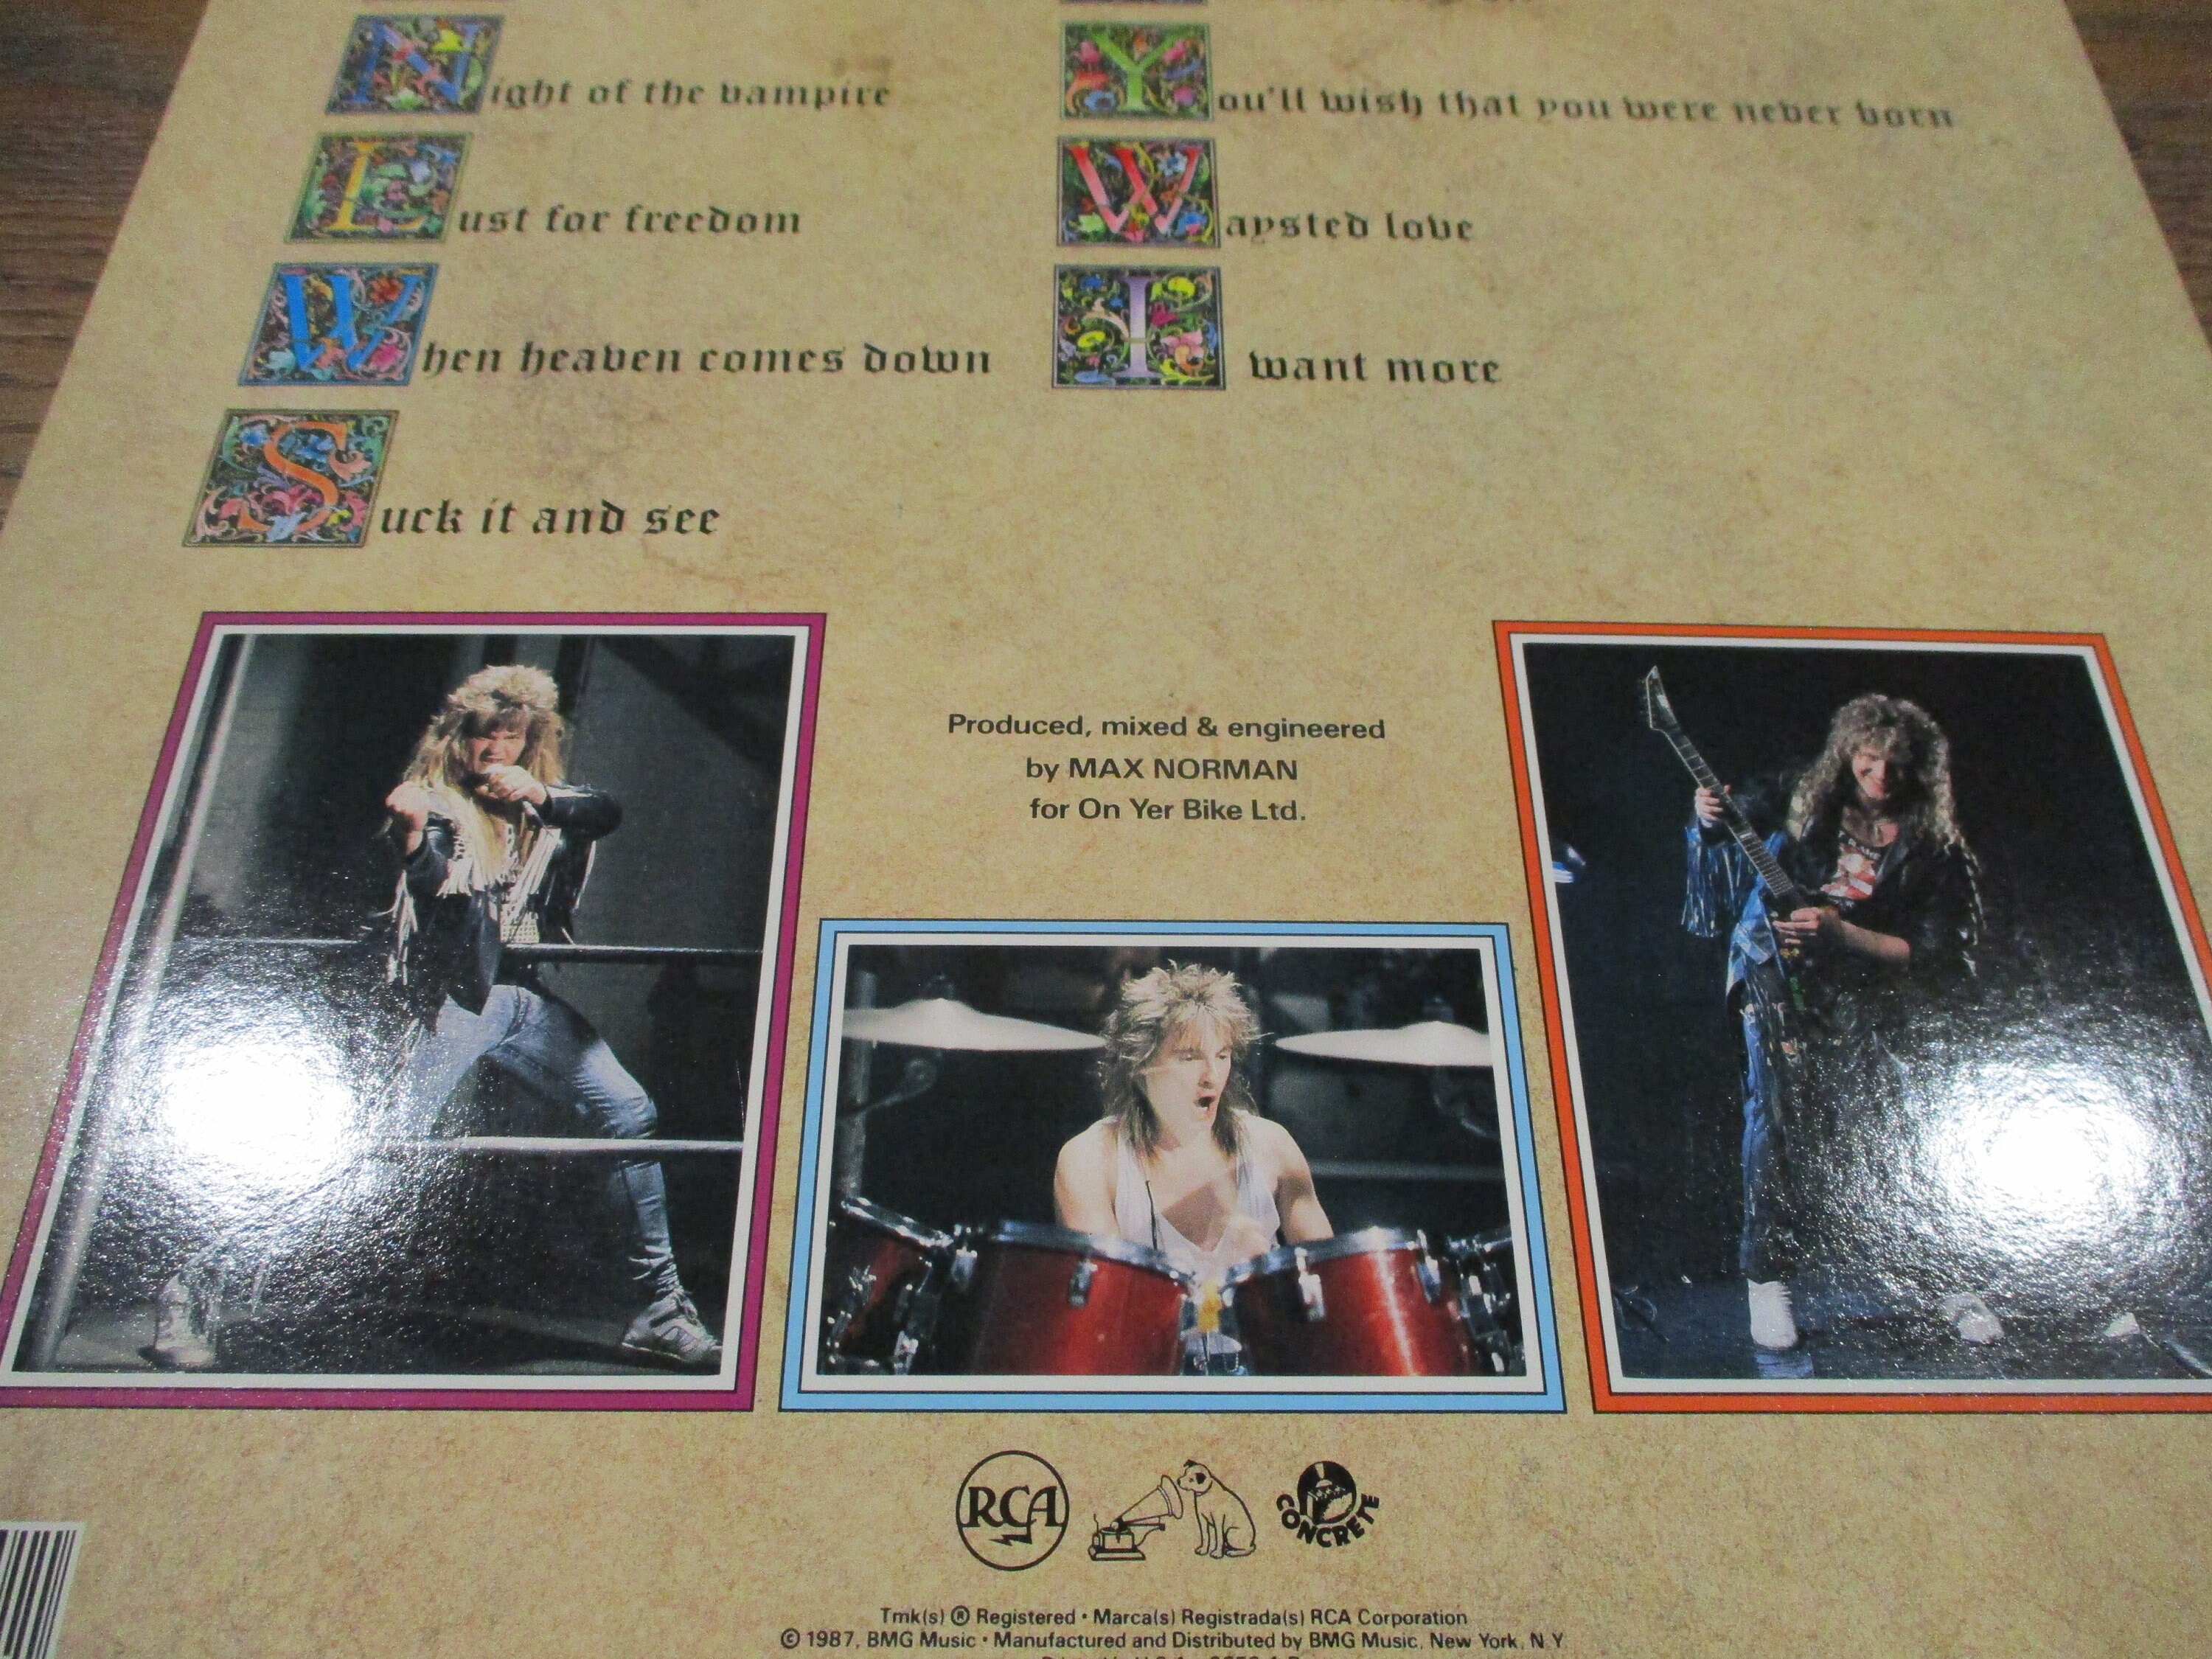 Night of the vampire
Lust for freedom
When heaven comes down
Suck it and see
You'll wish that you were never born
Waysted love
I want more
Produced, mixed & engineered
by MAX NORMAN
for On Yer Bike Ltd.
RCA
CONCRETE
Tmk(s) ® Registered • Marca(s) Registrada(s) RCA Corporation
© 1987, BMG Music • Manufactured and Distributed by BMG Music, New York, N.Y.